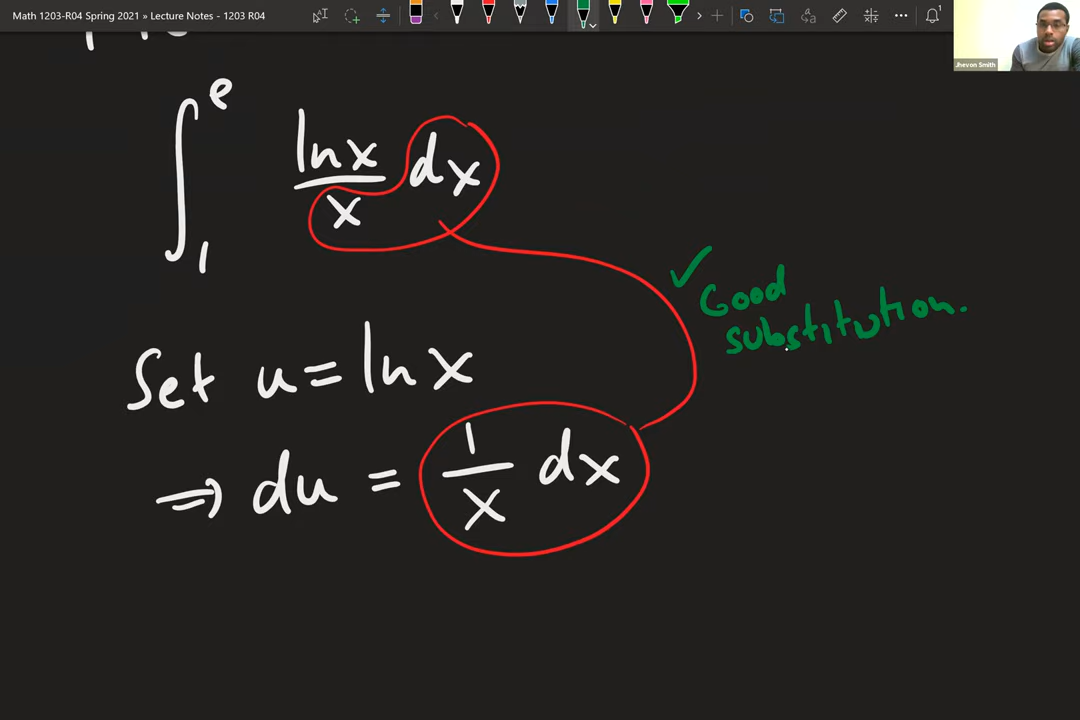 Math 1203-R04 Spring 2021 » Lecture Notes - 1203 R04
1
Jhevon Smith
∫₁ᵉ ln x / x dx
✓ Good
substitution.
Set u = ln x
⇒ du = 1/x dx